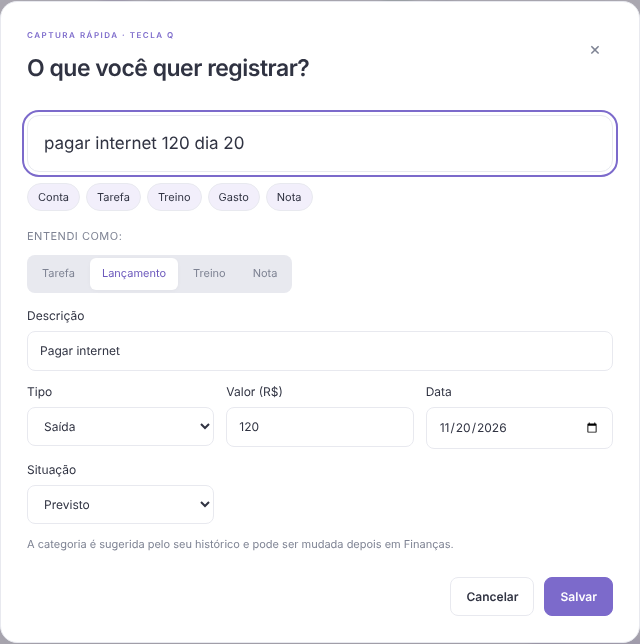 CAPTURA RÁPIDA · TECLA Q
O que você quer registrar?
×
pagar internet 120 dia 20
Conta Tarefa Treino Gasto Nota
ENTENDI COMO:
Tarefa Lançamento Treino Nota
Descrição
Pagar internet
Tipo Valor (R$) Data
Saída 120 11/20/2026
Situação
Previsto
A categoria é sugerida pelo seu histórico e pode ser mudada depois em Finanças.
Cancelar Salvar